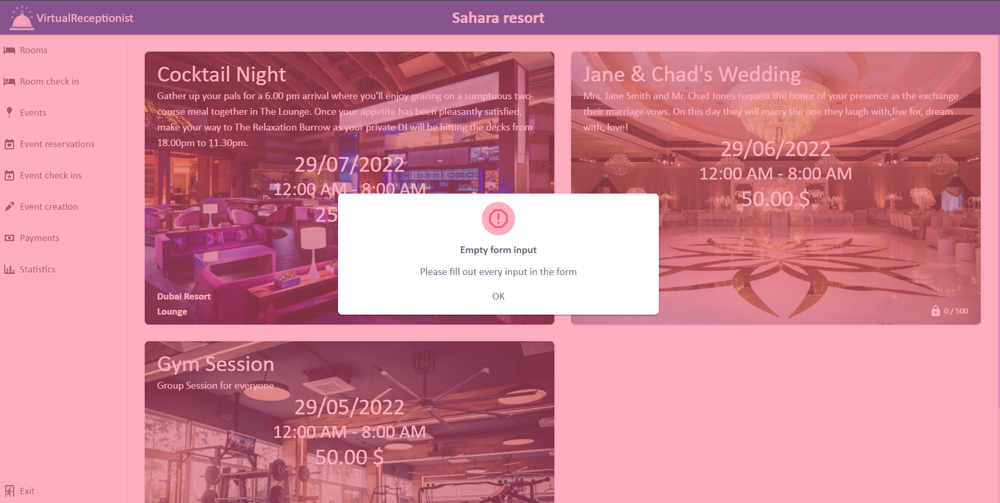 VirtualReceptionist
Sahara resort
Rooms
Room check in
Events
Event reservations
Event check ins
Event creation
Payments
Statistics
Exit
Cocktail Night
Gather up your pals for a 6.00 pm arrival where you'll enjoy grazing on a sumptuous two-
course meal together in The Lounge. Once your appetite has been pleasantly satisfied,
make your way to The Relaxation Burrow as your private DJ will be hitting the decks from
18.00pm to 11.30pm.
29/07/2022
12:00 AM - 8:00 AM
25
Dubai Resort
Lounge
Jane & Chad's Wedding
Mrs. Jane Smith and Mr. Chad Jones request the honor of your presence as the exchange
their marriage vows. On this day they will marry the one they laugh with,live for, dream
with, love!
29/06/2022
12:00 AM - 8:00 AM
50.00 $
0 / 500
Empty form input
Please fill out every input in the form
OK
Gym Session
Group Session for everyone
29/05/2022
12:00 AM - 8:00 AM
50.00 $